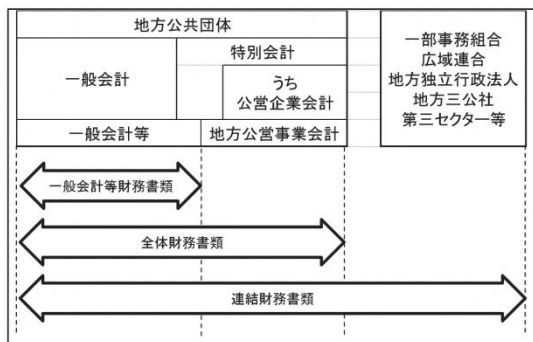 地方公共団体
一般会計
特別会計
うち
公営企業会計
一般会計等
地方公営事業会計
一部事務組合
広域連合
地方独立行政法人
地方三公社
第三セクター等
一般会計等財務書類
全体財務書類
連結財務書類